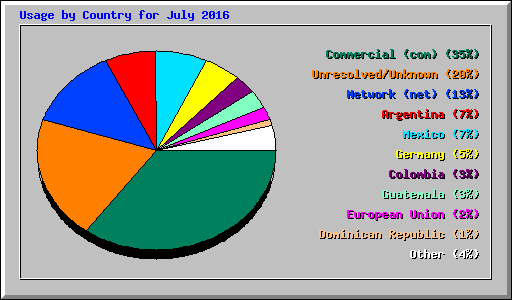 Usage by Country for July 2016
Commercial (com) (35%)
Unresolved/Unknown (20%)
Network (net) (13%)
Argentina (7%)
Mexico (7%)
Germany (5%)
Colombia (3%)
Guatemala (3%)
European Union (2%)
Dominican Republic (1%)
Other (4%)